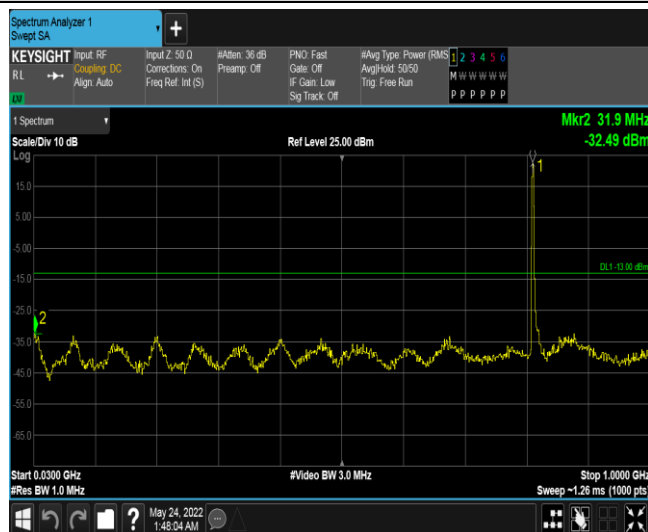 Spectrum Analyzer 1
Swept SA
KEYSIGHT
RL
Input: RF
Coupling: DC
Align: Auto
Input Z: 50 Ω
Corrections: On
Freq Ref: Int (S)
#Atten: 36 dB
Preamp: Off
PNO: Fast
Gate: Off
IF Gain: Low
Sig Track: Off
#Avg Type: Power (RMS
Avg|Hold: 50/50
Trig: Free Run
1 2 3 4 5 6
M W W W W W
P P P P P P
1 Spectrum
Mkr2 31.9 MHz
-32.49 dBm
Scale/Div 10 dB
Ref Level 25.00 dBm
Log
1
15.0
5.00
-5.00
DL1 -13.00 dBm
-15.0
-25.0
2
-35.0
-45.0
-55.0
-65.0
Start 0.0300 GHz
#Video BW 3.0 MHz
Stop 1.0000 GHz
#Res BW 1.0 MHz
Sweep ~1.26 ms (1000 pts)
?
May 24, 2022
1:48:04 AM